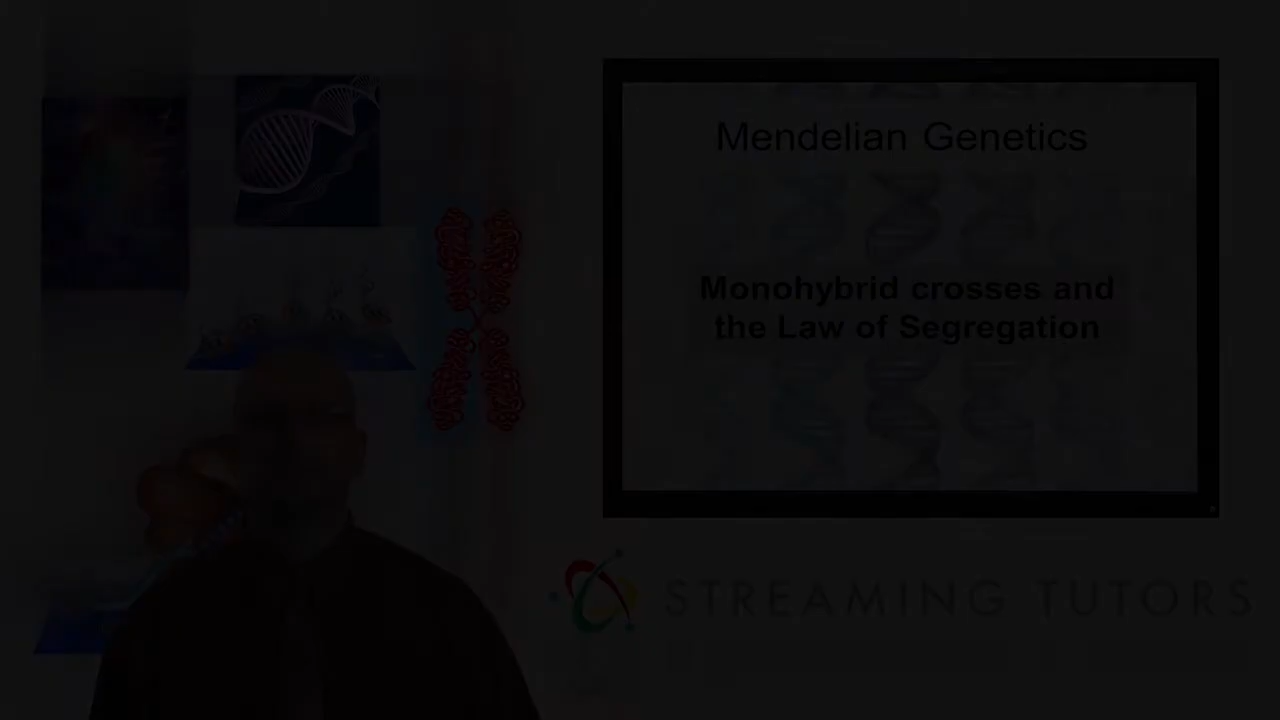 Mendelian Genetics
Monohybrid crosses and
the Law of Segregation
STREAMING TUTORS